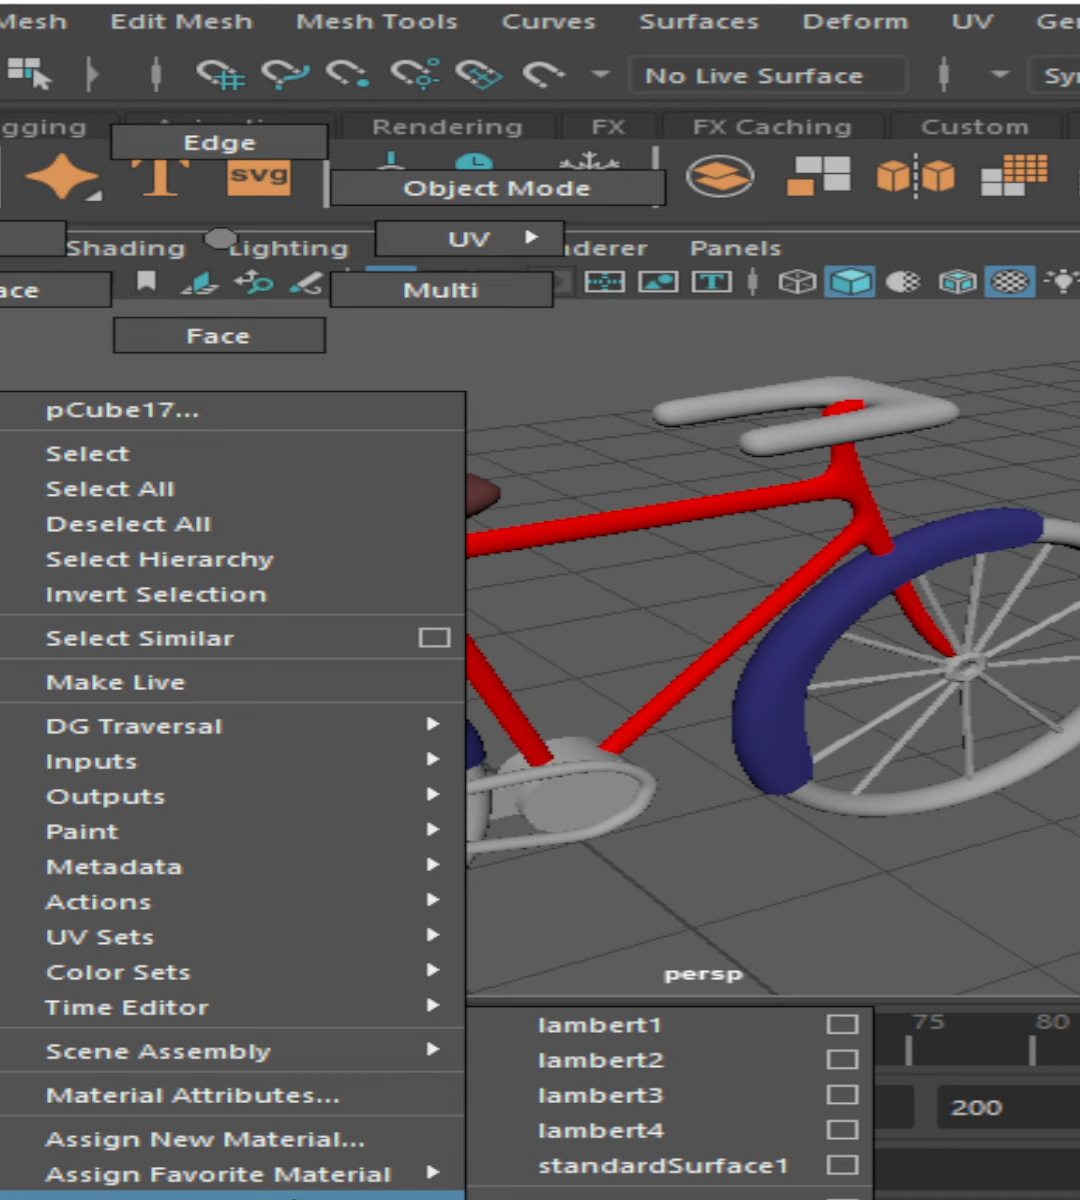 Mesh Edit Mesh Mesh Tools Curves Surfaces Deform UV Ge
No Live Surface Sy
gging Rendering FX FX Caching Custom
Edge
T svg
Object Mode
Shading Lighting UV nderer Panels
ace Multi T
Face
pCube17...
Select
Select All
Deselect All
Select Hierarchy
Invert Selection
Select Similar
Make Live
DG Traversal
Inputs
Outputs
Paint
Metadata
Actions
UV Sets
Color Sets
persp
Time Editor
lambert1 75 80
Scene Assembly
lambert2
Material Attributes...
lambert3
200
lambert4
Assign New Material...
standardSurface1
Assign Favorite Material